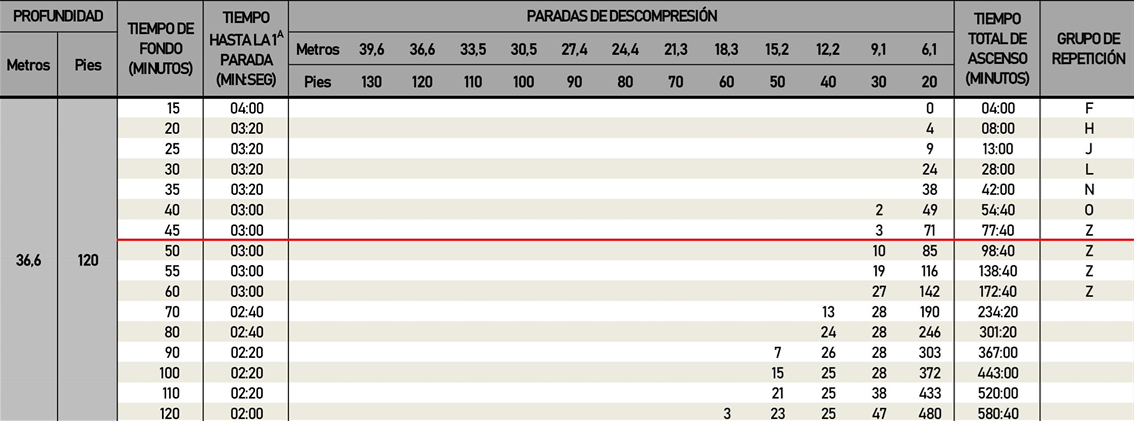 PROFUNDIDAD TIEMPO DE FONDO (MINUTOS) TIEMPO HASTA LA 1ª PARADA (MIN:SEG) PARADAS DE DESCOMPRESIÓN TIEMPO TOTAL DE ASCENSO (MINUTOS) GRUPO DE REPETICIÓN
Metros Pies Metros 39,6 36,6 33,5 30,5 27,4 24,4 21,3 18,3 15,2 12,2 9,1 6,1
Pies 130 120 110 100 90 80 70 60 50 40 30 20
15 04:00 0 04:00 F
20 03:20 4 08:00 H
25 03:20 9 13:00 J
30 03:20 24 28:00 L
35 03:20 38 42:00 N
40 03:00 2 49 54:40 O
45 03:00 3 71 77:40 Z
36,6 120
50 03:00 10 85 98:40 Z
55 03:00 19 116 138:40 Z
60 03:00 27 142 172:40 Z
70 02:40 13 28 190 234:20
80 02:40 24 28 246 301:20
90 02:20 7 26 28 303 367:00
100 02:20 15 25 28 372 443:00
110 02:20 21 25 38 433 520:00
120 02:00 3 23 25 47 480 580:40